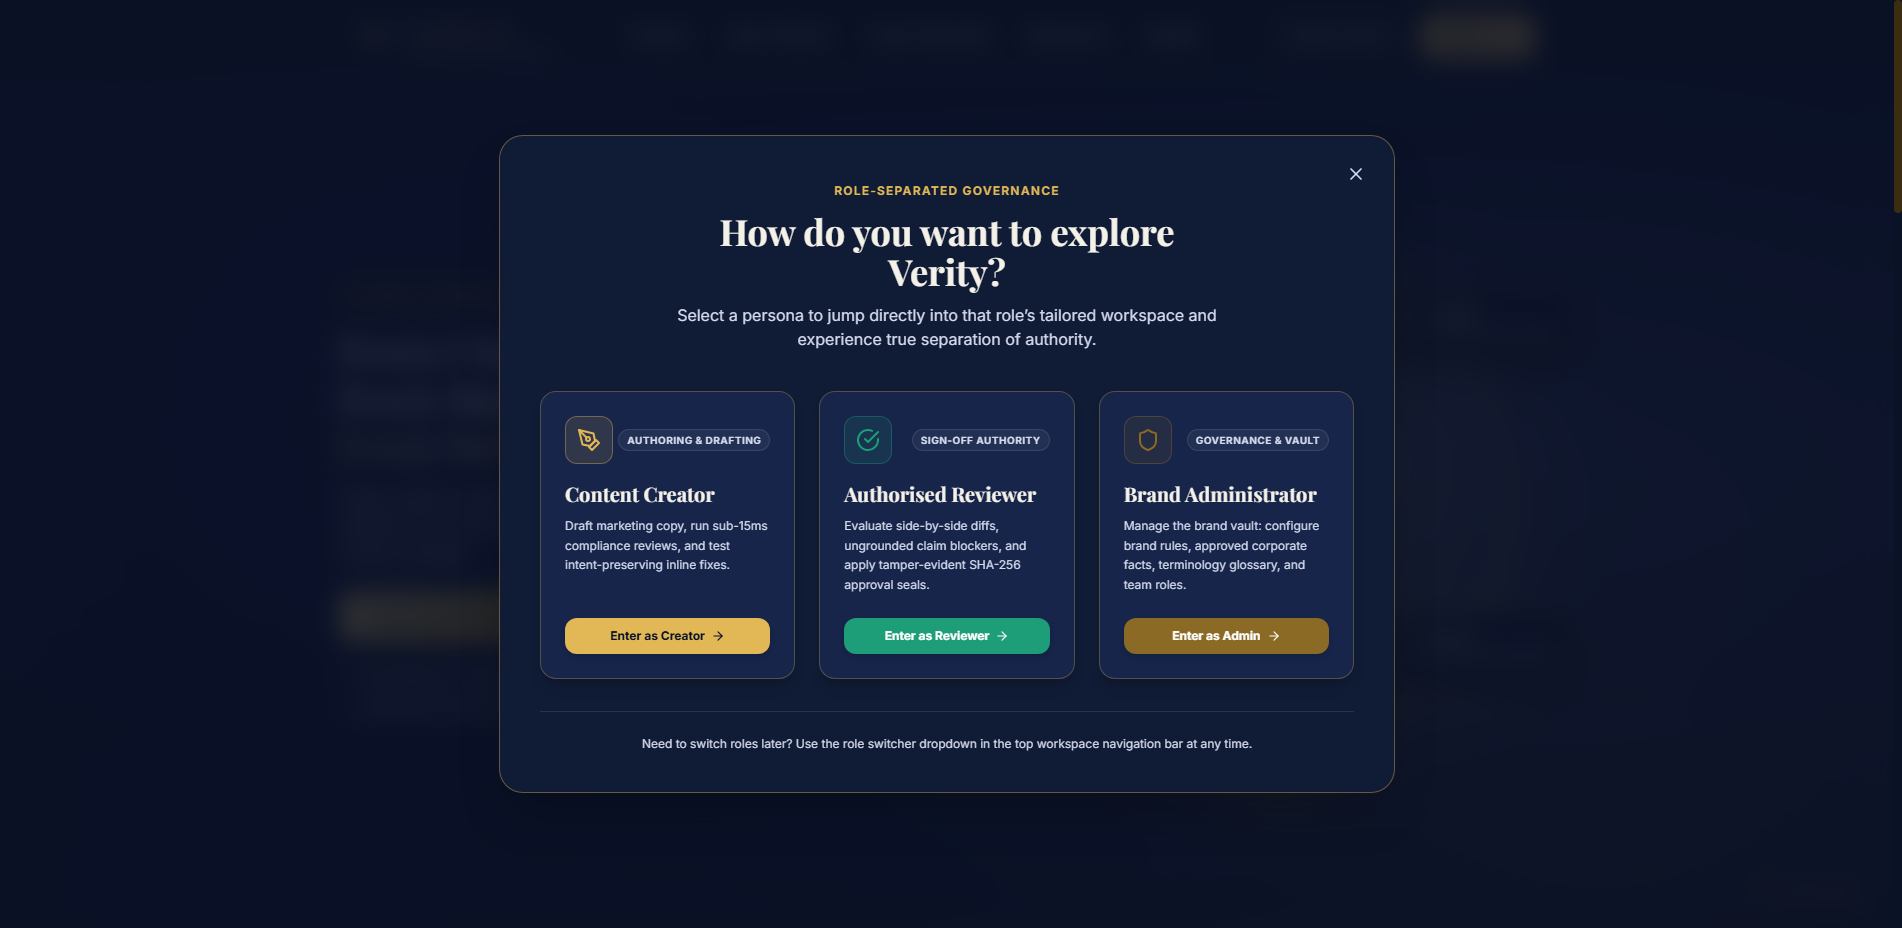 ROLE-SEPARATED GOVERNANCE
How do you want to explore
Verity?
Select a persona to jump directly into that role’s tailored workspace and
experience true separation of authority.
AUTHORING & DRAFTING
Content Creator
Draft marketing copy, run sub-15ms
compliance reviews, and test
intent-preserving inline fixes.
Enter as Creator →
SIGN-OFF AUTHORITY
Authorised Reviewer
Evaluate side-by-side diffs,
ungrounded claim blockers, and
apply tamper-evident SHA-256
approval seals.
Enter as Reviewer →
GOVERNANCE & VAULT
Brand Administrator
Manage the brand vault: configure
brand rules, approved corporate
facts, terminology glossary, and
team roles.
Enter as Admin →
Need to switch roles later? Use the role switcher dropdown in the top workspace navigation bar at any time.